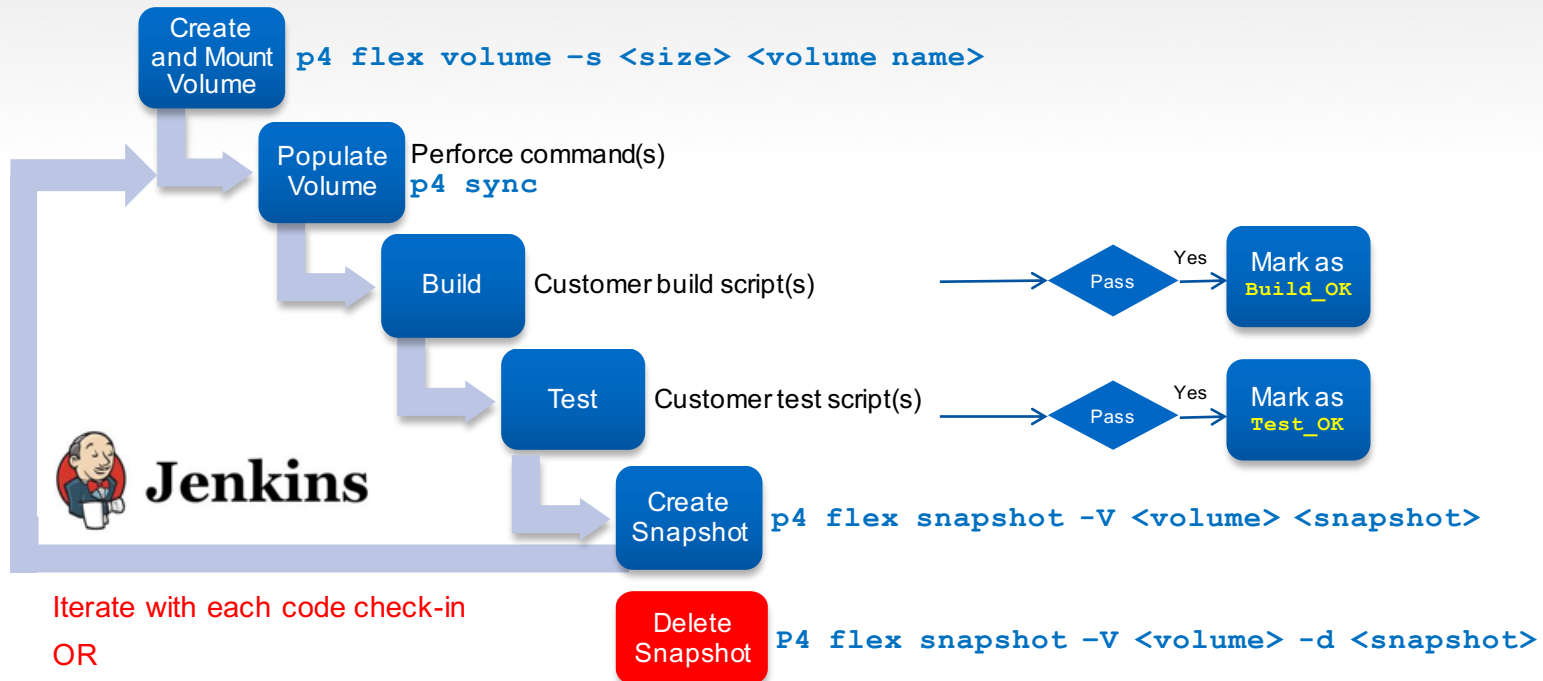 Create
and Mount
Volume
p4 flex volume –s <size> <volume name>
Populate
Volume
Perforce command(s)
p4 sync
Build
Customer build script(s)
Pass
Yes
Mark as
Build_OK
Test
Customer test script(s)
Pass
Yes
Mark as
Test_OK
Jenkins
Create
Snapshot
p4 flex snapshot -V <volume> <snapshot>
Iterate with each code check-in
OR
Delete
Snapshot
P4 flex snapshot –V <volume> -d <snapshot>